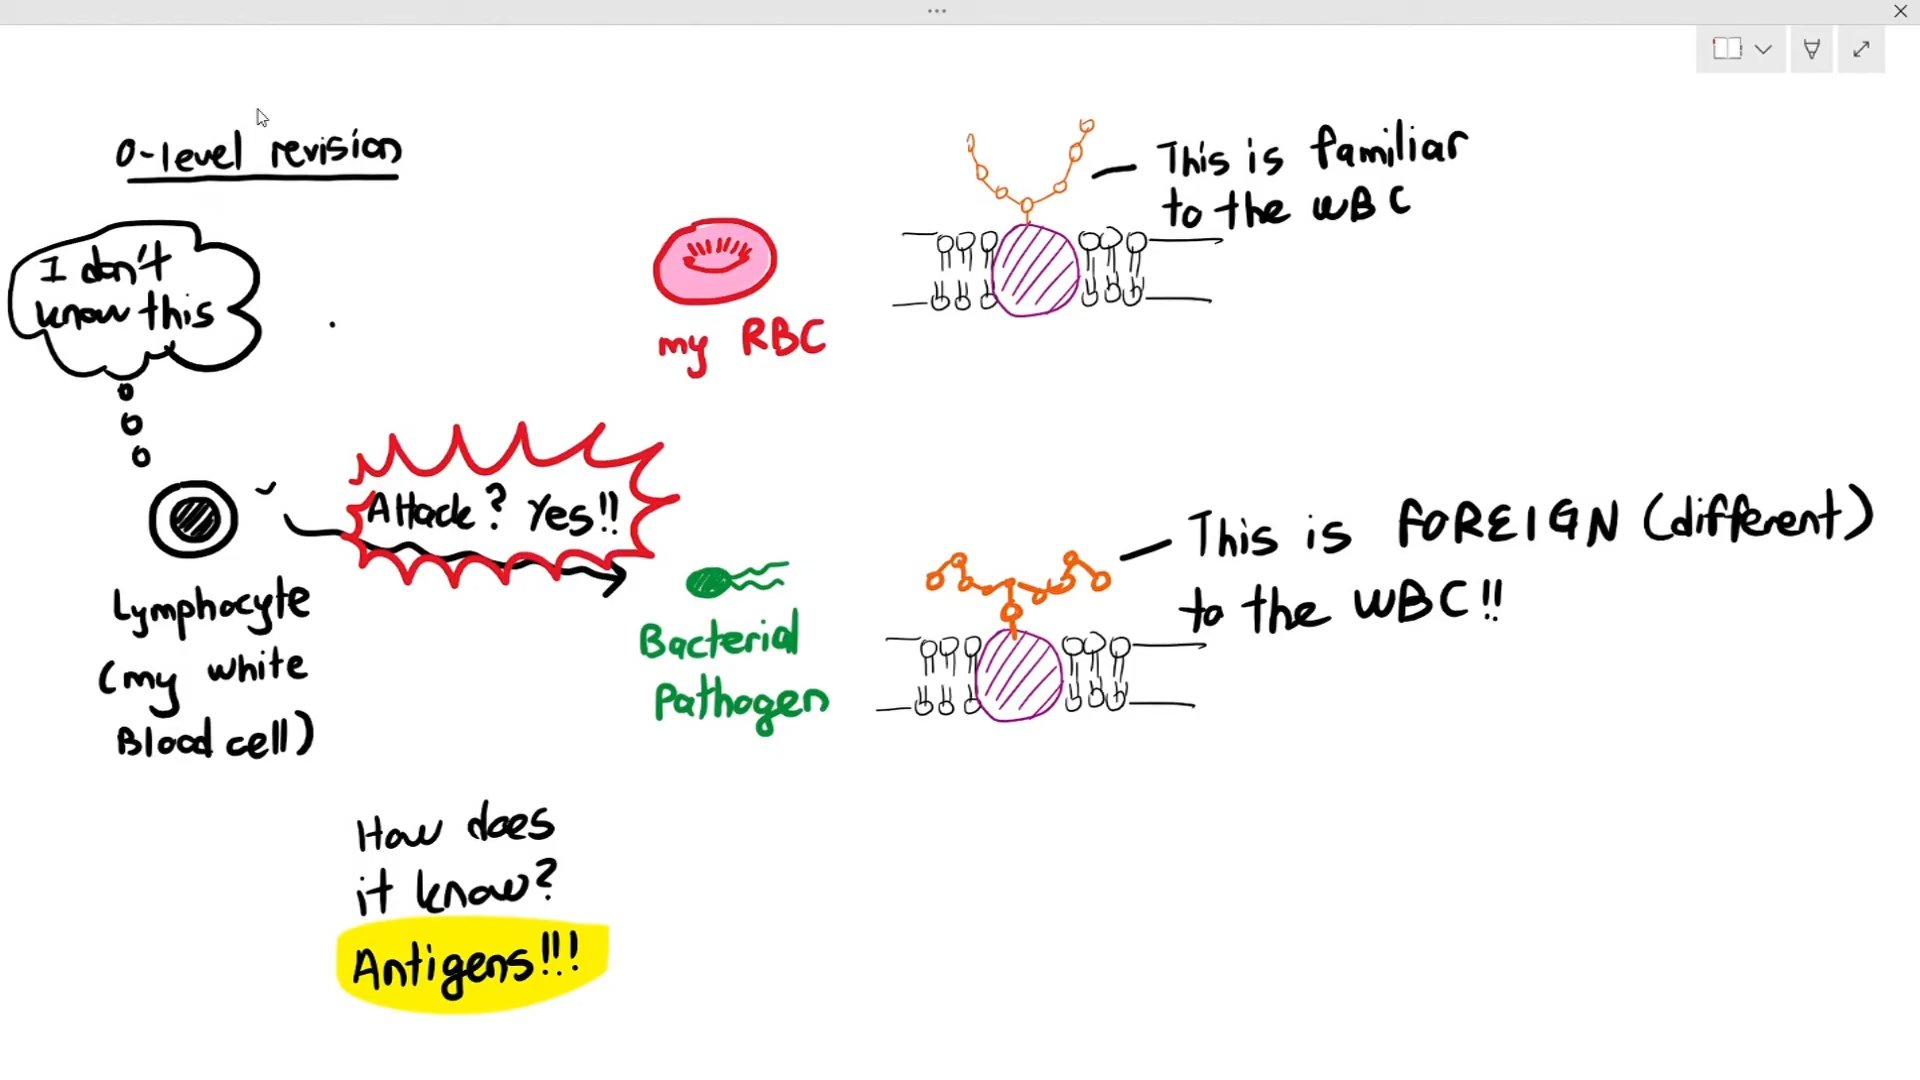 O-level revision
I don't
know this
This is familiar
to the WBC
my RBC
Attack? Yes!!
This is FOREIGN (different)
to the WBC!!
Lymphocyte
(my white
Blood cell)
Bacterial
Pathogen
How does
it know?
Antigens!!!